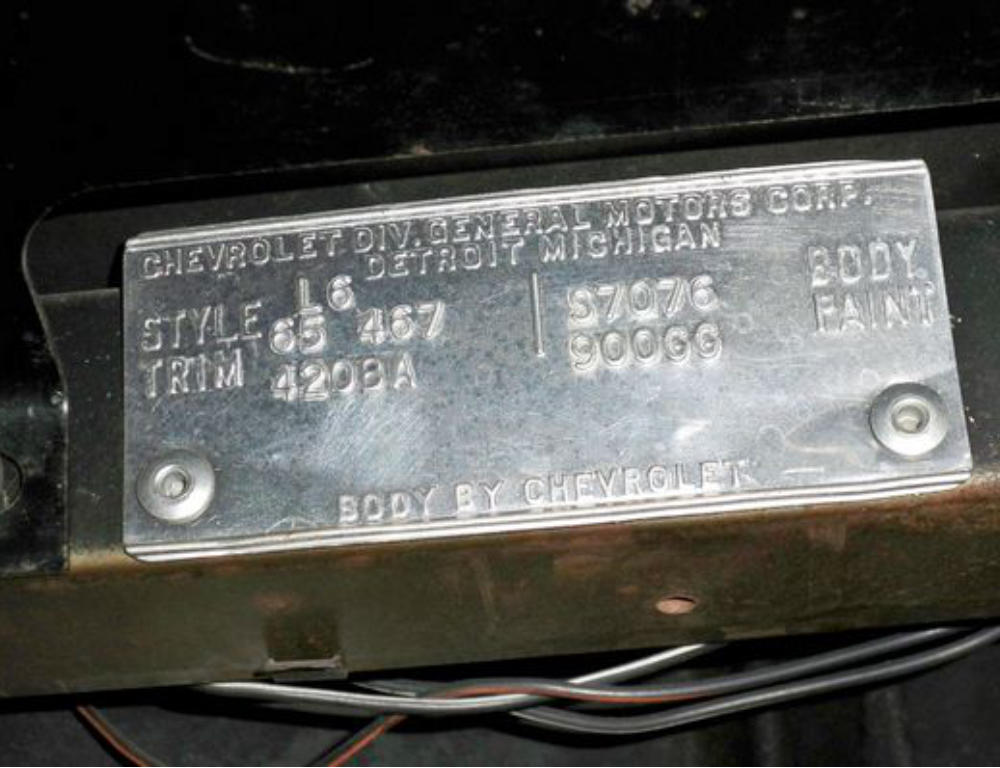 CHEVROLET DIV. GENERAL MOTORS CORP.
DETROIT MICHIGAN
L6
STYLE 65 467 | S7076 BODY
TRIM 420BA 900GG PAINT
BODY BY CHEVROLET